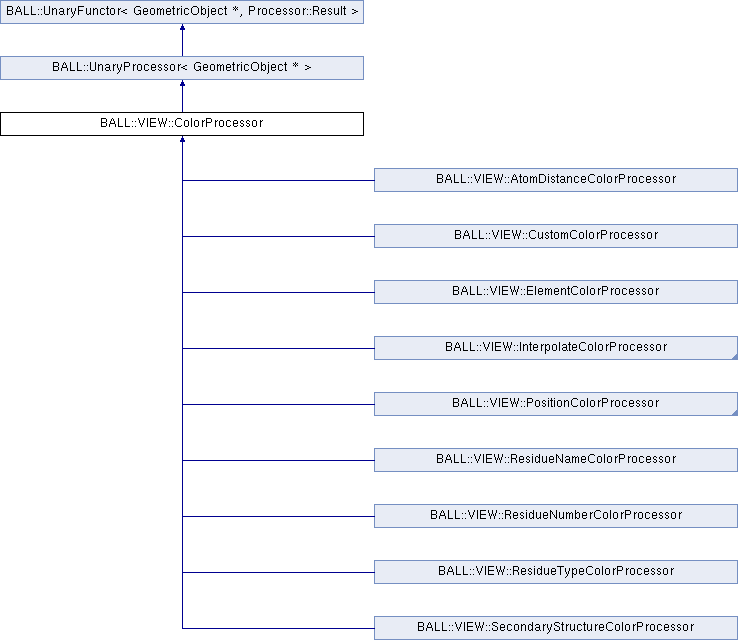 BALL::UnaryFunctor< GeometricObject *, Processor::Result >
BALL::UnaryProcessor< GeometricObject * >
BALL::VIEW::ColorProcessor
BALL::VIEW::AtomDistanceColorProcessor
BALL::VIEW::CustomColorProcessor
BALL::VIEW::ElementColorProcessor
BALL::VIEW::InterpolateColorProcessor
BALL::VIEW::PositionColorProcessor
BALL::VIEW::ResidueNameColorProcessor
BALL::VIEW::ResidueNumberColorProcessor
BALL::VIEW::ResidueTypeColorProcessor
BALL::VIEW::SecondaryStructureColorProcessor